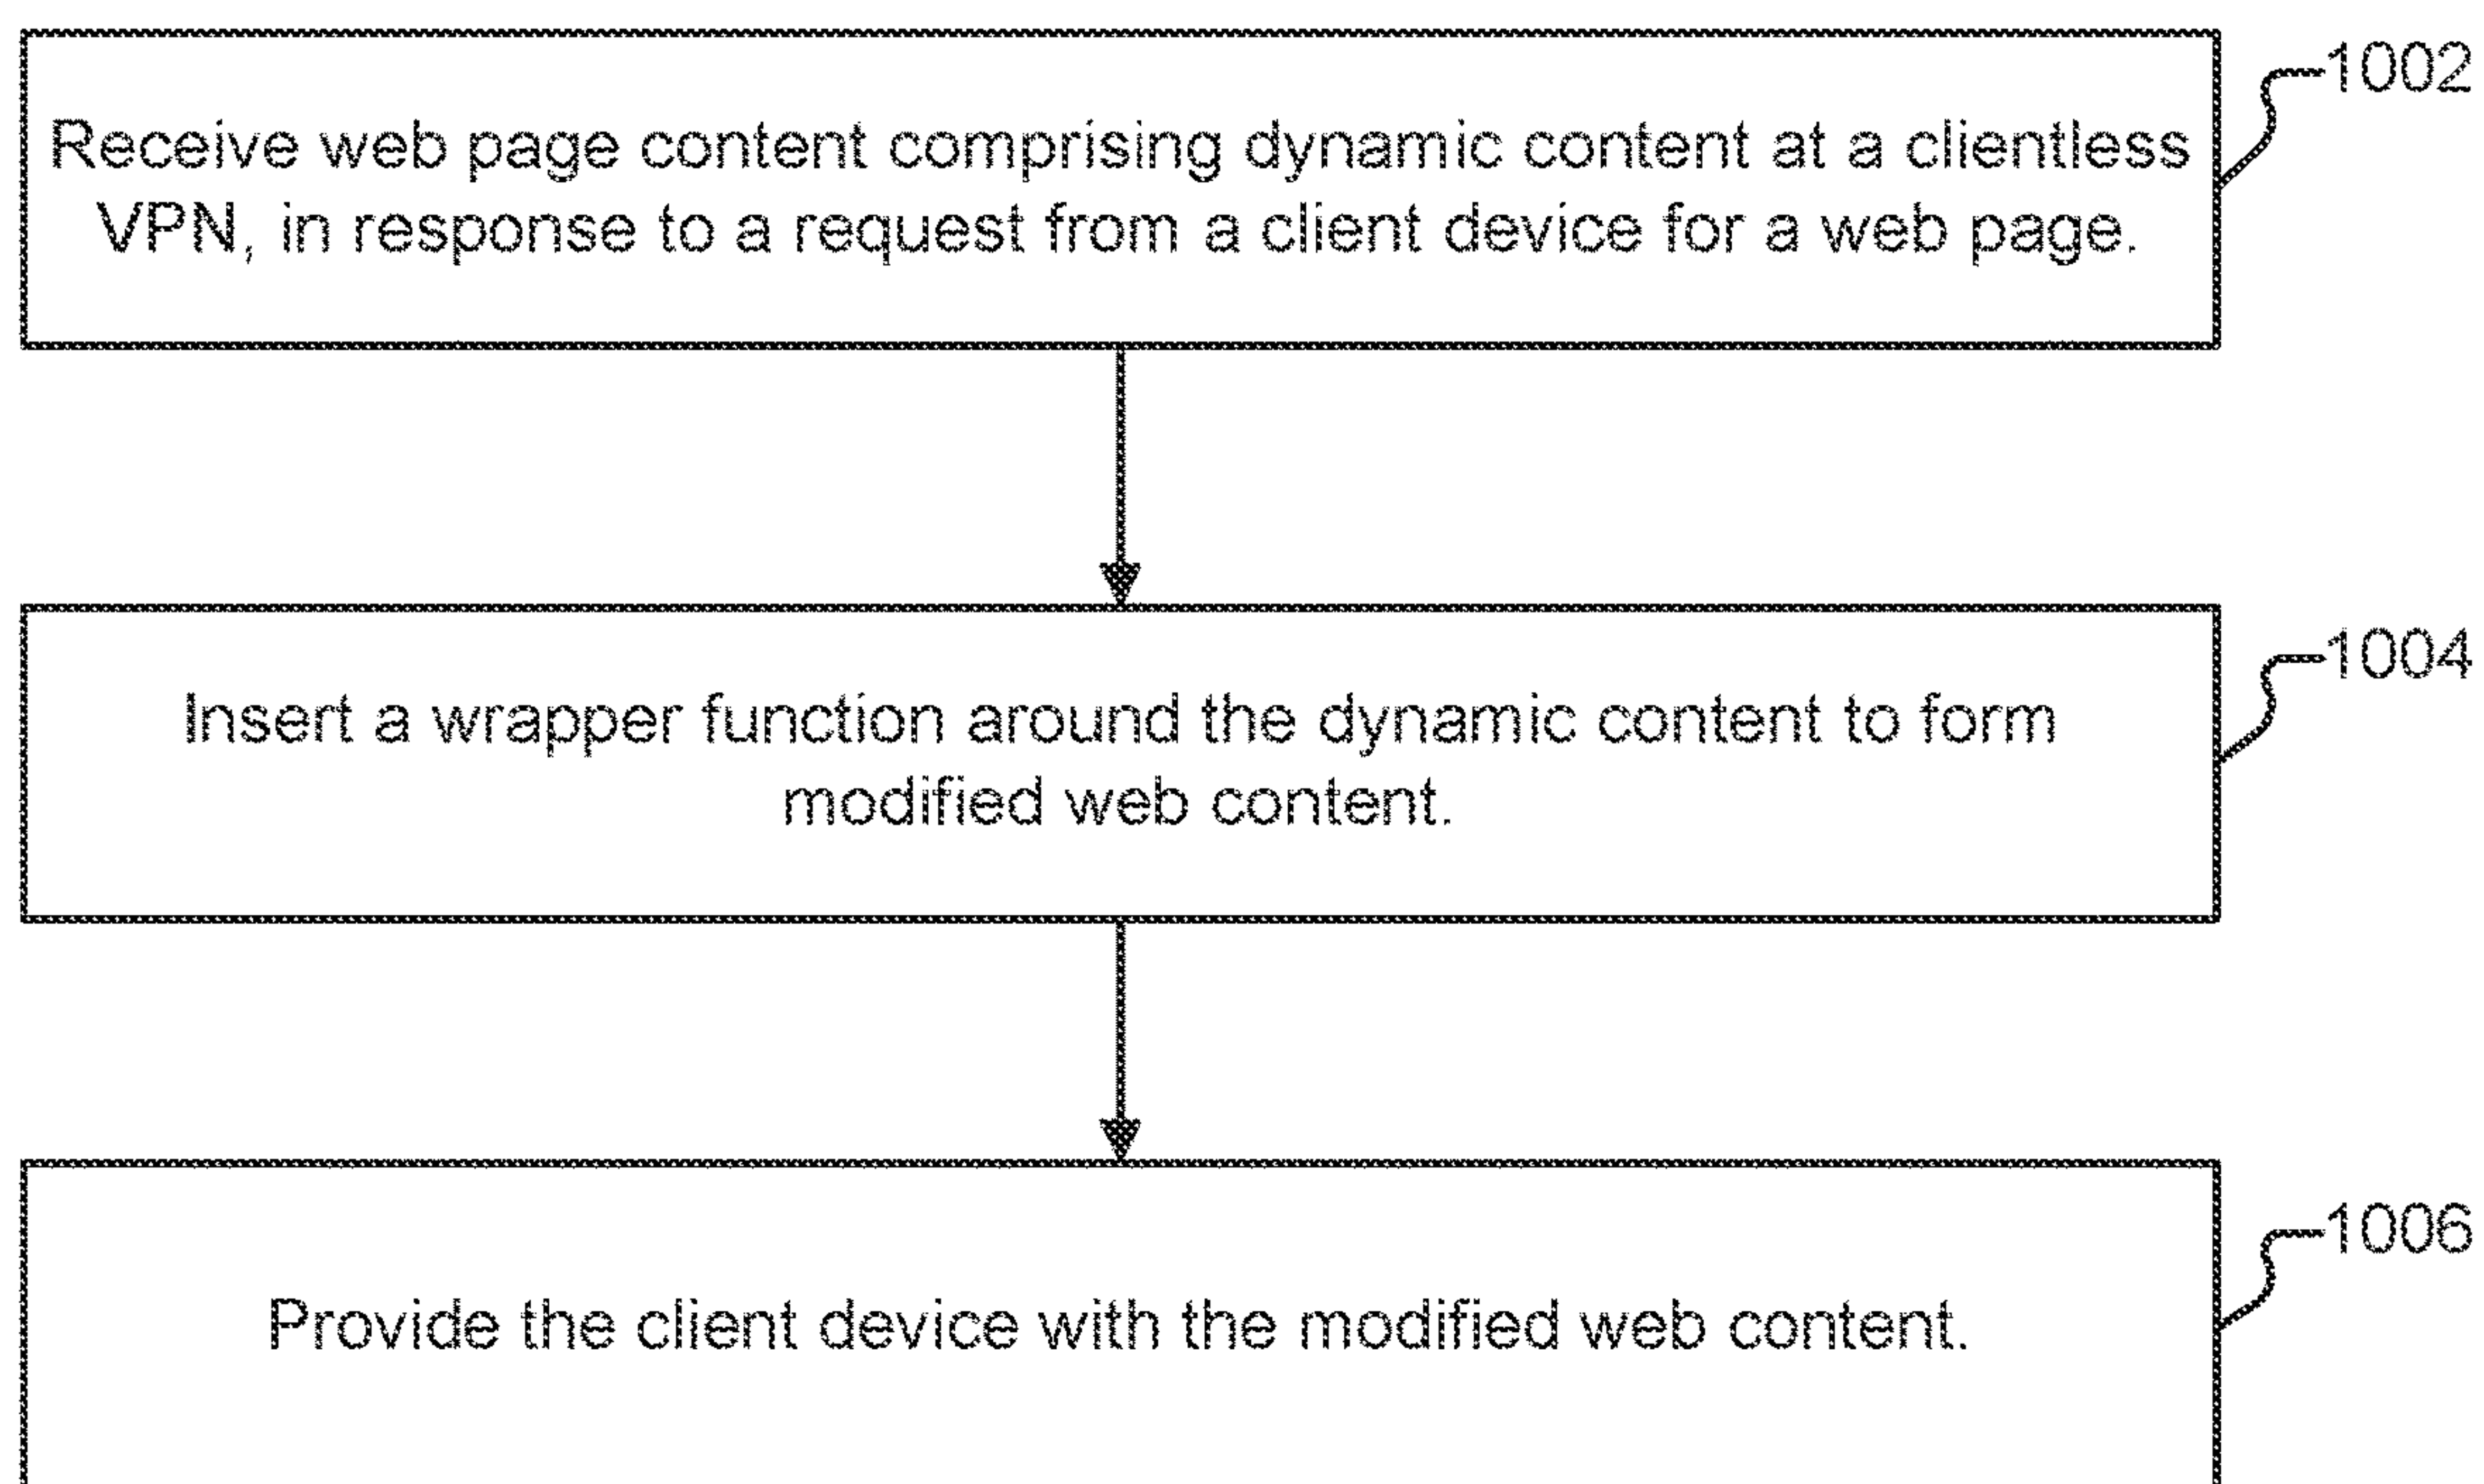 Receive web page content comprising dynamic content at a clientless
VPN, in response to a request from a client device for a web page.
1002
Insert a wrapper function around the dynamic content to form
modified web content.
1004
Provide the client device with the modified web content.
1006